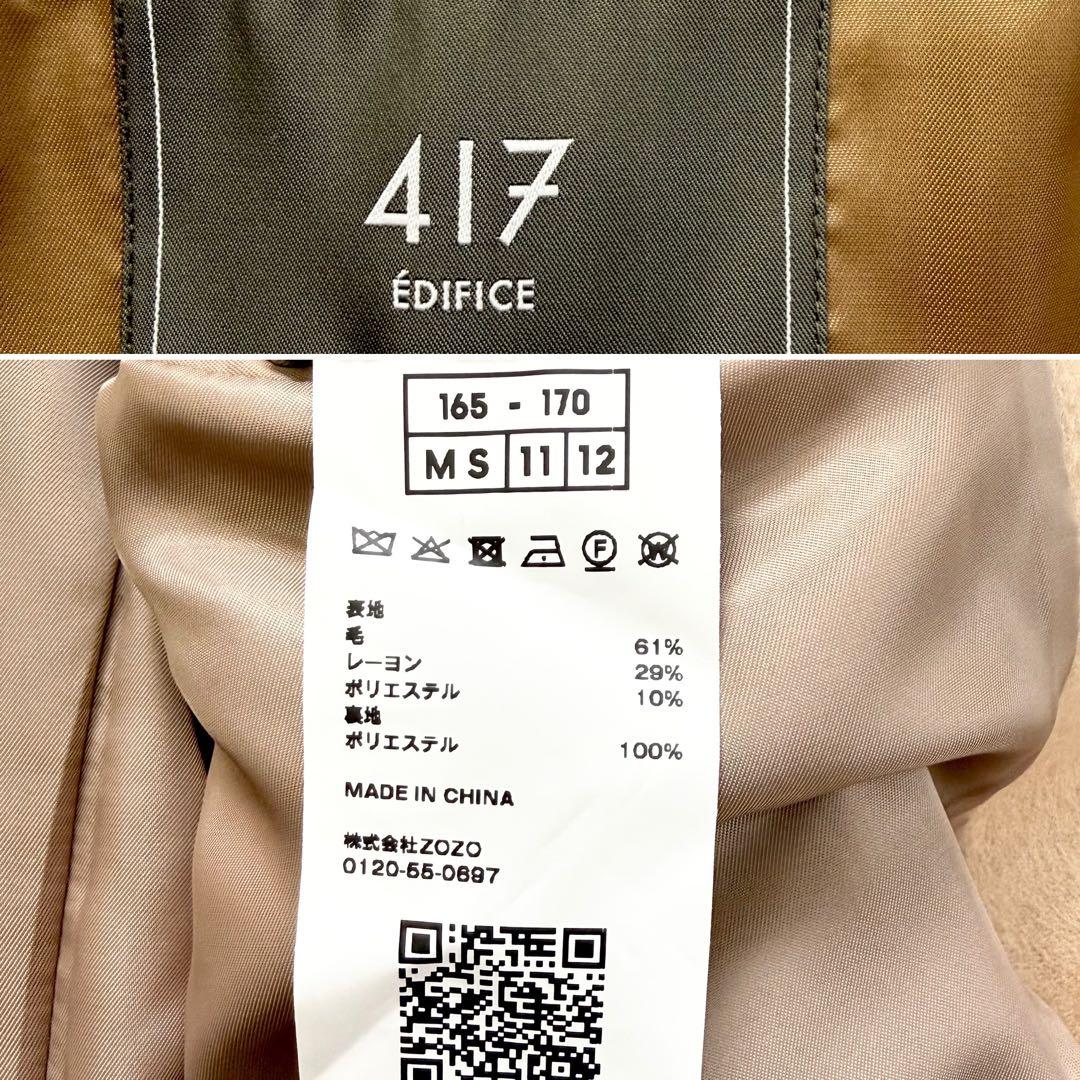 417
ÉDIFICE
165 - 170
MS 11 12
F W
表地
毛 61%
レーヨン 29%
ポリエステル 10%
裏地
ポリエステル 100%
MADE IN CHINA
株式会社ZOZO
0120-55-0697